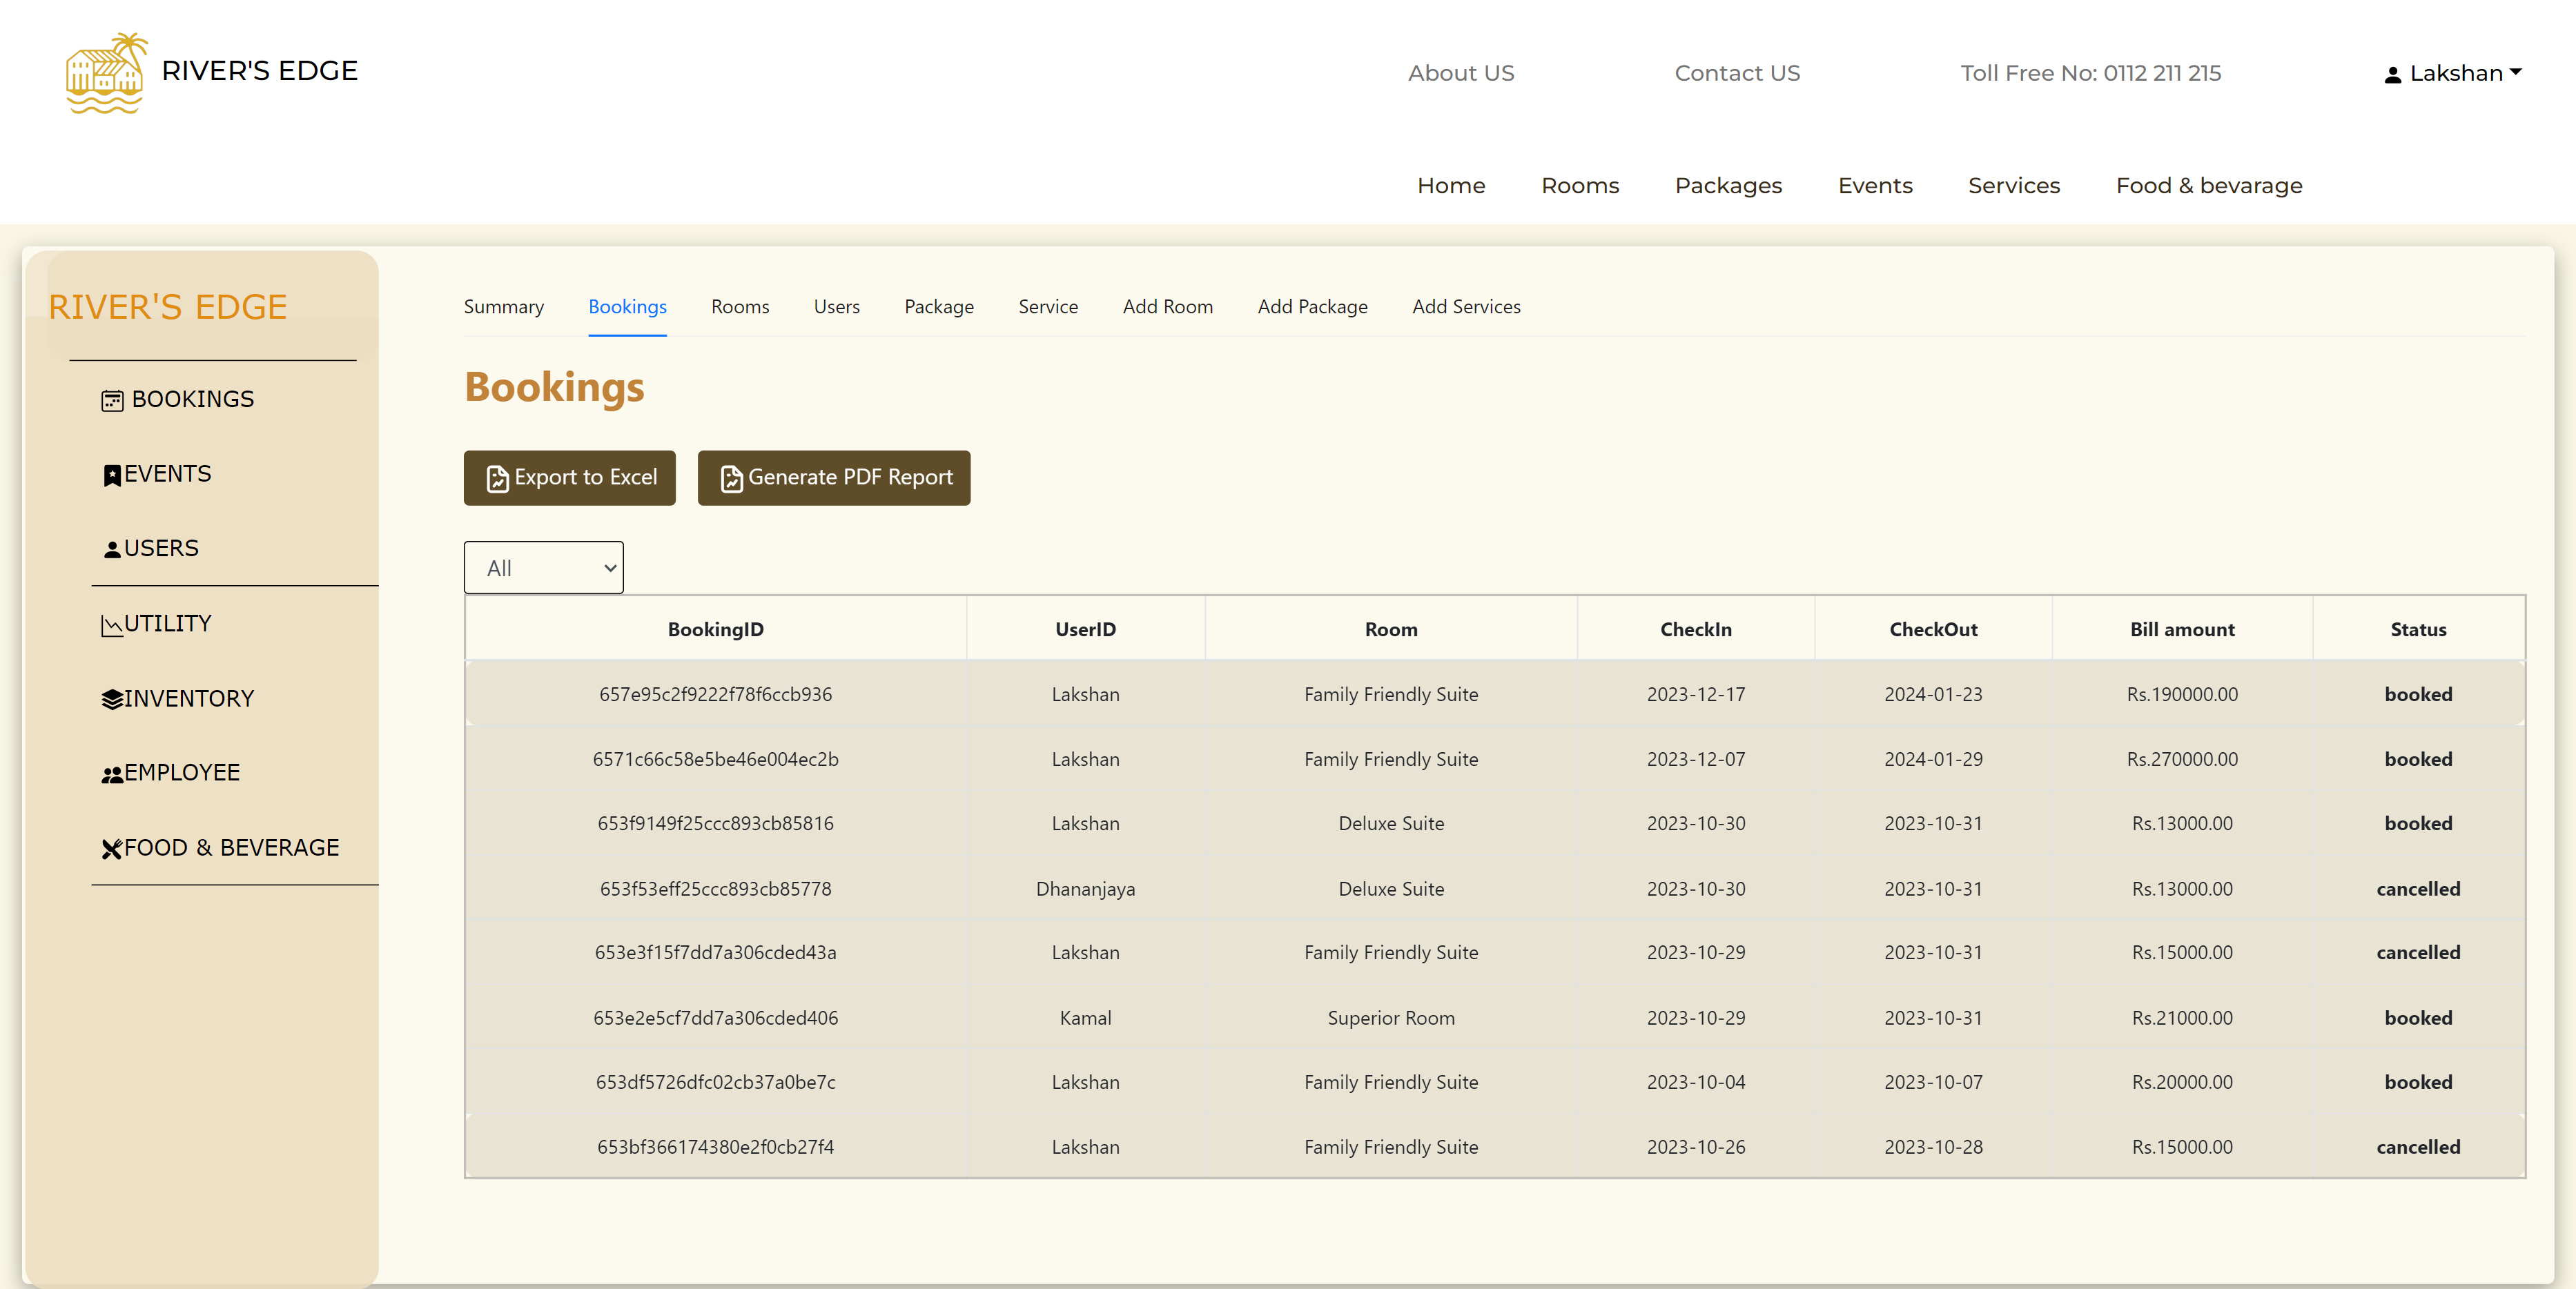 RIVER'S EDGE
About US Contact US Toll Free No: 0112 211 215 Lakshan
Home Rooms Packages Events Services Food & bevarage
RIVER'S EDGE
BOOKINGS
EVENTS
USERS
UTILITY
INVENTORY
EMPLOYEE
FOOD & BEVERAGE
Summary Bookings Rooms Users Package Service Add Room Add Package Add Services
Bookings
Export to Excel Generate PDF Report
All
BookingID UserID Room CheckIn CheckOut Bill amount Status
657e95c2f9222f78f6ccb936 Lakshan Family Friendly Suite 2023-12-17 2024-01-23 Rs.190000.00 booked
6571c66c58e5be46e004ec2b Lakshan Family Friendly Suite 2023-12-07 2024-01-29 Rs.270000.00 booked
653f9149f25ccc893cb85816 Lakshan Deluxe Suite 2023-10-30 2023-10-31 Rs.13000.00 booked
653f53eff25ccc893cb85778 Dhananjaya Deluxe Suite 2023-10-30 2023-10-31 Rs.13000.00 cancelled
653e3f15f7dd7a306cded43a Lakshan Family Friendly Suite 2023-10-29 2023-10-31 Rs.15000.00 cancelled
653e2e5cf7dd7a306cded406 Kamal Superior Room 2023-10-29 2023-10-31 Rs.21000.00 booked
653df5726dfc02cb37a0be7c Lakshan Family Friendly Suite 2023-10-04 2023-10-07 Rs.20000.00 booked
653bf366174380e2f0cb27f4 Lakshan Family Friendly Suite 2023-10-26 2023-10-28 Rs.15000.00 cancelled